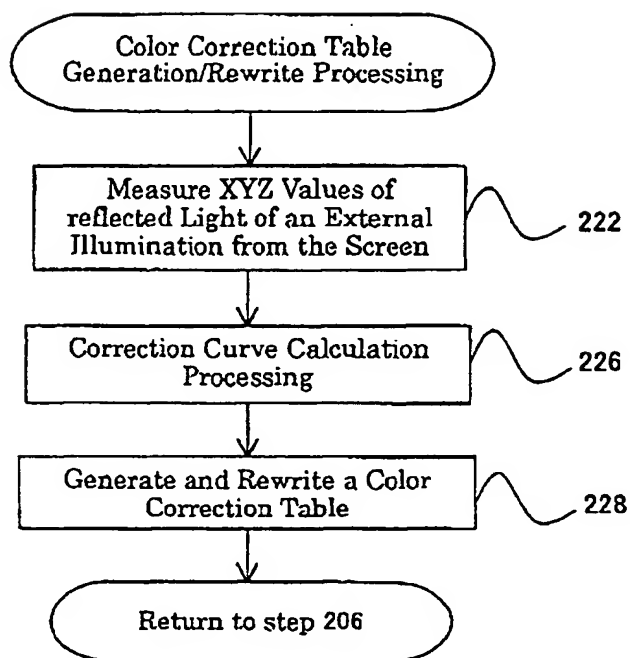 Color Correction Table
Generation/Rewrite Processing
Measure XYZ Values of
reflected Light of an External
Illumination from the Screen
222
Correction Curve Calculation
Processing
226
Generate and Rewrite a Color
Correction Table
228
Return to step 206